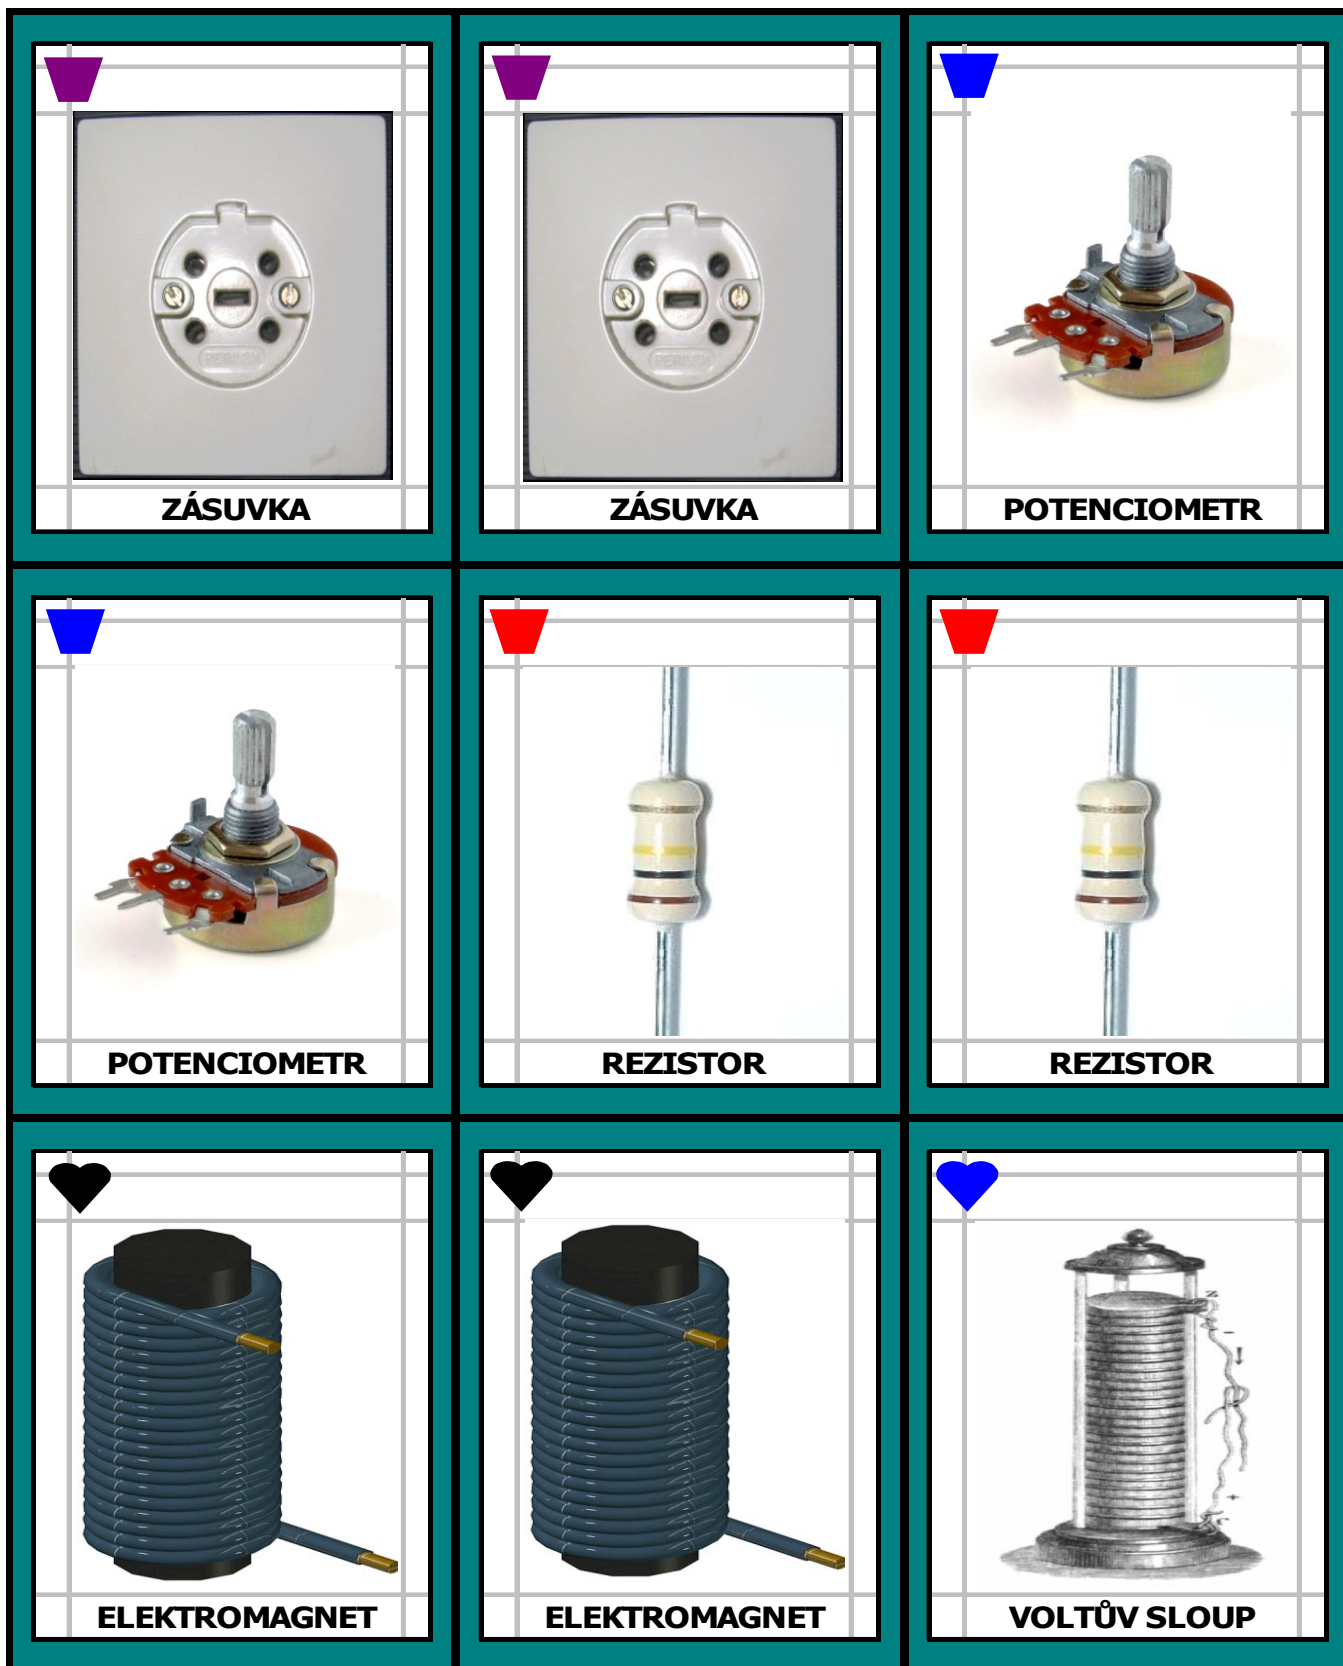 ZÁSUVKA
ZÁSUVKA
POTENCIOMETR
POTENCIOMETR
REZISTOR
REZISTOR
ELEKTROMAGNET
ELEKTROMAGNET
VOLTŮV SLOUP